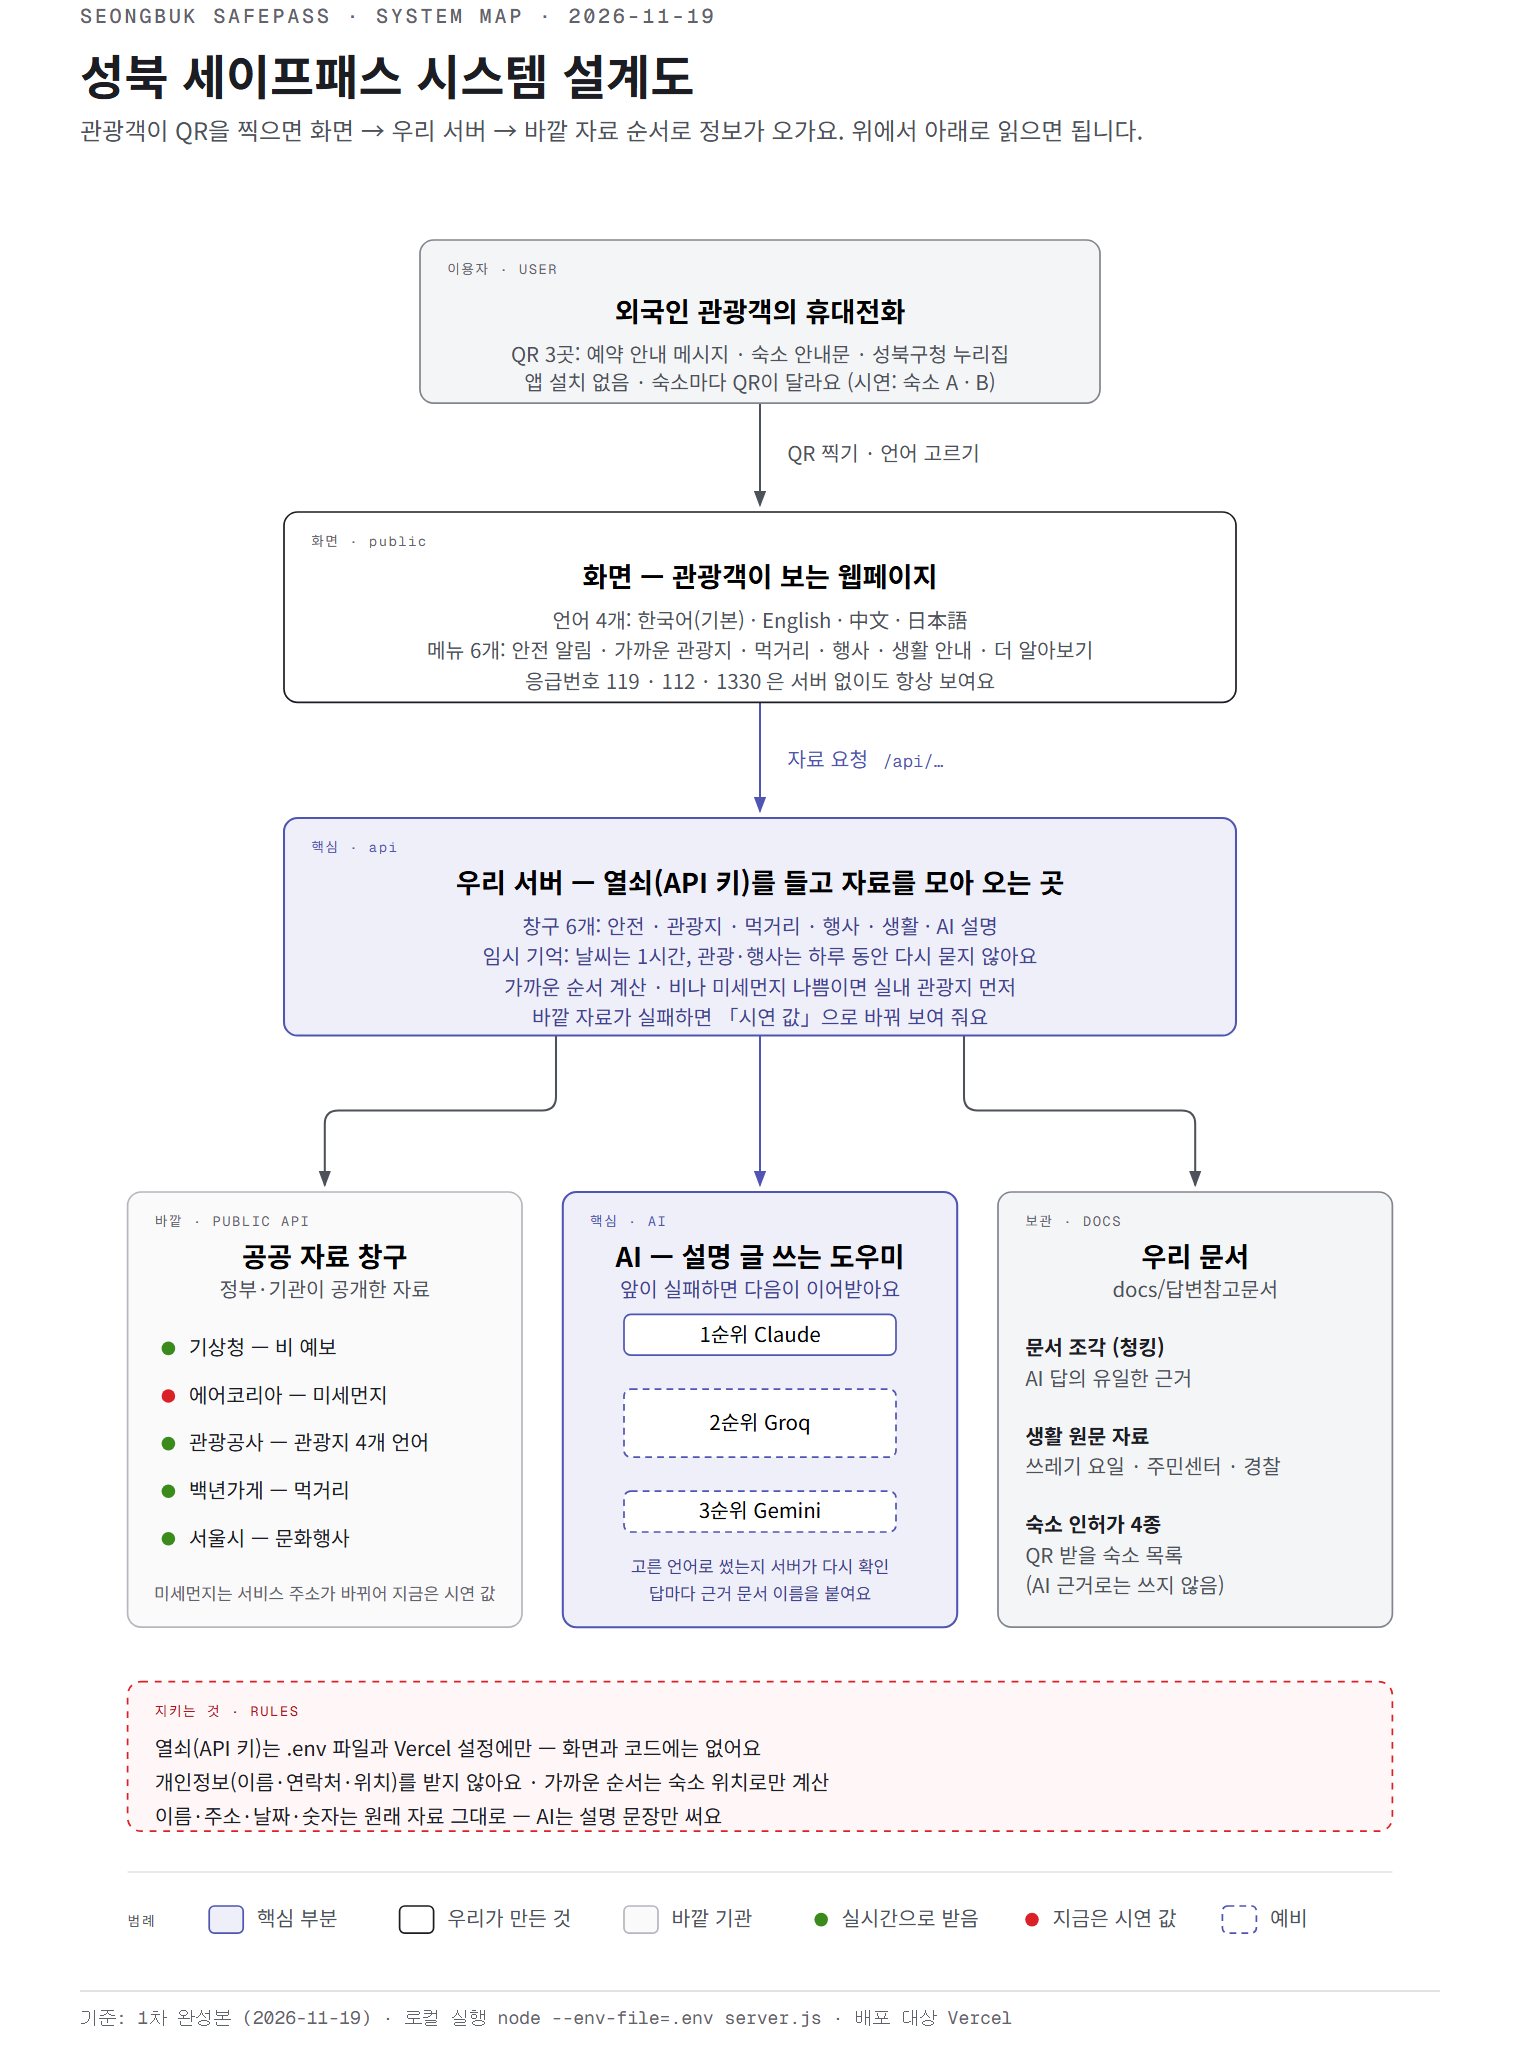 SEONGBUK SAFEPASS · SYSTEM MAP · 2026-11-19
성북 세이프패스 시스템 설계도
관광객이 QR을 찍으면 화면 → 우리 서버 → 바깥 자료 순서로 정보가 오가요. 위에서 아래로 읽으면 됩니다.
이용자 · USER
외국인 관광객의 휴대전화
QR 3곳: 예약 안내 메시지 · 숙소 안내문 · 성북구청 누리집
앱 설치 없음 · 숙소마다 QR이 달라요 (시연: 숙소 A · B)
QR 찍기 · 언어 고르기
화면 · public
화면 — 관광객이 보는 웹페이지
언어 4개: 한국어(기본) · English · 中文 · 日本語
메뉴 6개: 안전 알림 · 가까운 관광지 · 먹거리 · 행사 · 생활 안내 · 더 알아보기
응급번호 119 · 112 · 1330 은 서버 없이도 항상 보여요
자료 요청 /api/…
핵심 · api
우리 서버 — 열쇠(API 키)를 들고 자료를 모아 오는 곳
창구 6개: 안전 · 관광지 · 먹거리 · 행사 · 생활 · AI 설명
임시 기억: 날씨는 1시간, 관광·행사는 하루 동안 다시 묻지 않아요
가까운 순서 계산 · 비나 미세먼지 나쁨이면 실내 관광지 먼저
바깥 자료가 실패하면 「시연 값」으로 바꿔 보여 줘요
바깥 · PUBLIC API
공공 자료 창구
정부·기관이 공개한 자료
기상청 — 비 예보
에어코리아 — 미세먼지
관광공사 — 관광지 4개 언어
백년가게 — 먹거리
서울시 — 문화행사
미세먼지는 서비스 주소가 바뀌어 지금은 시연 값
핵심 · AI
AI — 설명 글 쓰는 도우미
앞이 실패하면 다음이 이어받아요
1순위 Claude
2순위 Groq
3순위 Gemini
고른 언어로 썼는지 서버가 다시 확인
답마다 근거 문서 이름을 붙여요
보관 · DOCS
우리 문서
docs/답변참고문서
문서 조각 (청킹)
AI 답의 유일한 근거
생활 원문 자료
쓰레기 요일 · 주민센터 · 경찰
숙소 인허가 4종
QR 받을 숙소 목록
(AI 근거로는 쓰지 않음)
지키는 것 · RULES
열쇠(API 키)는 .env 파일과 Vercel 설정에만 — 화면과 코드에는 없어요
개인정보(이름·연락처·위치)를 받지 않아요 · 가까운 순서는 숙소 위치로만 계산
이름·주소·날짜·숫자는 원래 자료 그대로 — AI는 설명 문장만 써요
범례 핵심 부분 우리가 만든 것 바깥 기관 실시간으로 받음 지금은 시연 값 예비
기준: 1차 완성본 (2026-11-19) · 로컬 실행 node --env-file=.env server.js · 배포 대상 Vercel